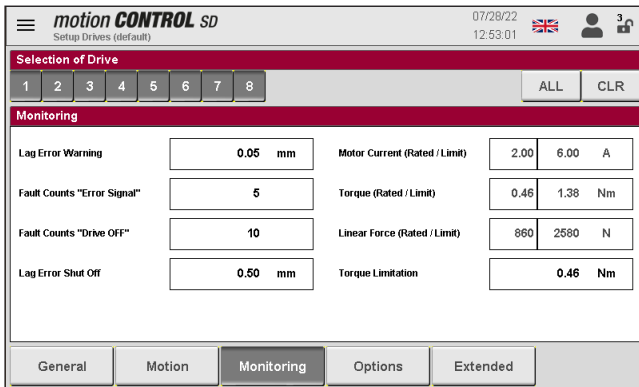 motion CONTROL SD
Setup Drives (default)
07/28/22
12:53:01
3
Selection of Drive
1 2 3 4 5 6 7 8 ALL CLR
Monitoring
Lag Error Warning 0.05 mm Motor Current (Rated / Limit) 2.00 6.00 A
Fault Counts "Error Signal" 5 Torque (Rated / Limit) 0.46 1.38 Nm
Fault Counts "Drive OFF" 10 Linear Force (Rated / Limit) 860 2580 N
Lag Error Shut Off 0.50 mm Torque Limitation 0.46 Nm
General Motion Monitoring Options Extended